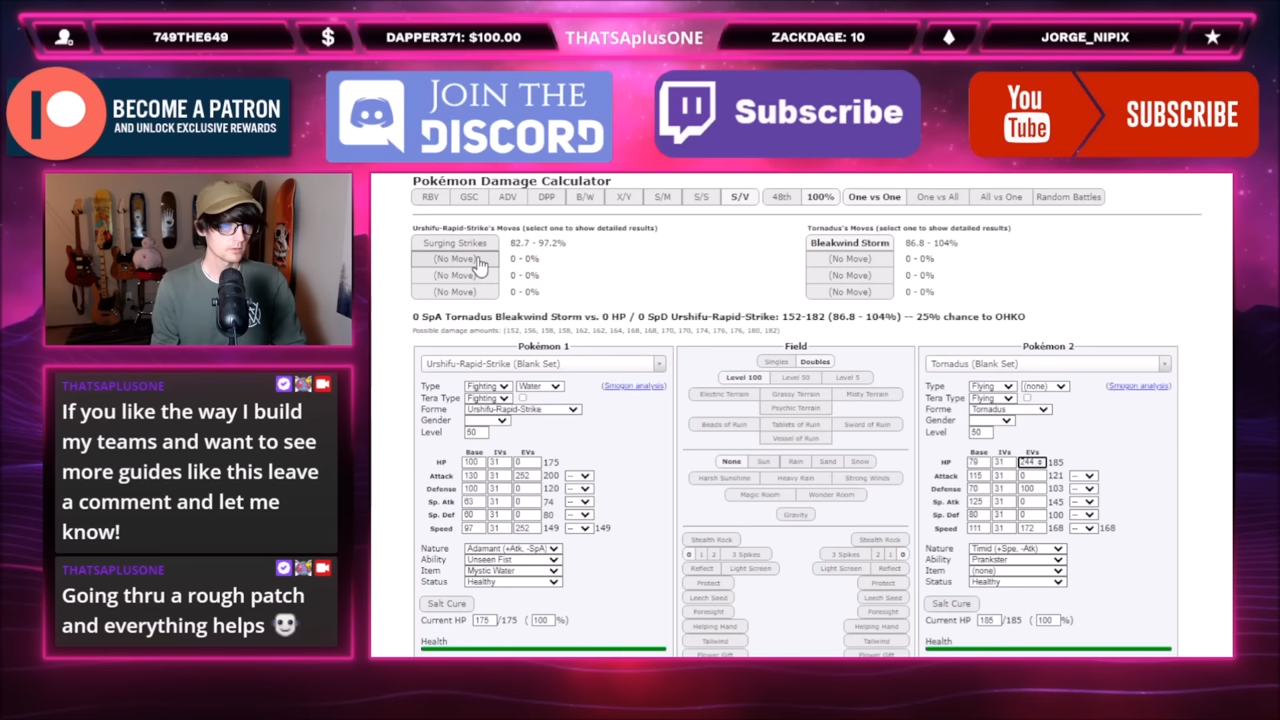 749THE649
$
DAPPER371: $100.00
THATSAplusONE
ZACKDAGE: 10
JORGE_NIPIX
BECOME A PATRON
AND UNLOCK EXCLUSIVE REWARDS
JOIN THE
DISCORD
Subscribe
You
Tube
SUBSCRIBE
THATSAPLUSONE
If you like the way I build
my teams and want to see
more guides like this leave
a comment and let me
know!
THATSAPLUSONE
Going thru a rough patch
and everything helps
Pokémon Damage Calculator
RBY GSC ADV DPP B/W X/Y S/M S/S S/V 48th 100% One vs One One vs All All vs One Random Battles
Urshifu-Rapid-Strike's Moves (select one to show detailed results)
Surging Strikes 82.7 - 97.2%
(No Move) 0 - 0%
(No Move) 0 - 0%
(No Move) 0 - 0%
Tornadus's Moves (select one to show detailed results)
Bleakwind Storm 86.8 - 104%
(No Move) 0 - 0%
(No Move) 0 - 0%
(No Move) 0 - 0%
0 SpA Tornadus Bleakwind Storm vs. 0 HP / 0 SpD Urshifu-Rapid-Strike: 152-182 (86.8 - 104%) -- 25% chance to OHKO
Possible damage amounts: (152, 156, 158, 158, 162, 162, 164, 168, 168, 170, 170, 174, 176, 176, 180, 182)
Pokémon 1
Urshifu-Rapid-Strike (Blank Set)
Type Fighting Water (Smogon analysis)
Tera Type Fighting
Forme Urshifu-Rapid-Strike
Gender
Level 50
Base IVs EVs
HP 100 31 0 175
Attack 130 31 252 200 --
Defense 100 31 0 120 --
Sp. Atk 63 31 0 74 --
Sp. Def 60 31 0 80 --
Speed 97 31 252 149 -- 149
Nature Adamant (+Atk, -SpA)
Ability Unseen Fist
Item Mystic Water
Status Healthy
Salt Cure
Current HP 175 /175 ( 100 %)
Health
Field
Singles Doubles
Level 100 Level 50 Level 5
Electric Terrain Grassy Terrain Misty Terrain
Psychic Terrain
Beads of Ruin Tablets of Ruin Sword of Ruin
Vessel of Ruin
None Sun Rain Sand Snow
Harsh Sunshine Heavy Rain Strong Winds
Magic Room Wonder Room
Gravity
Stealth Rock Stealth Rock
0 1 2 3 Spikes 3 Spikes 2 1 0
Reflect Light Screen Light Screen Reflect
Protect Protect
Leech Seed Leech Seed
Foresight Foresight
Helping Hand Helping Hand
Tailwind Tailwind
Flower Gift Flower Gift
Pokémon 2
Tornadus (Blank Set)
Type Flying (none) (Smogon analysis)
Tera Type Flying
Forme Tornadus
Gender
Level 50
Base IVs EVs
HP 79 31 244 185
Attack 115 31 0 121 --
Defense 70 31 100 103 --
Sp. Atk 125 31 0 145 --
Sp. Def 80 31 0 100 --
Speed 111 31 172 168 -- 168
Nature Timid (+Spe, -Atk)
Ability Prankster
Item (none)
Status Healthy
Salt Cure
Current HP 185 /185 ( 100 %)
Health